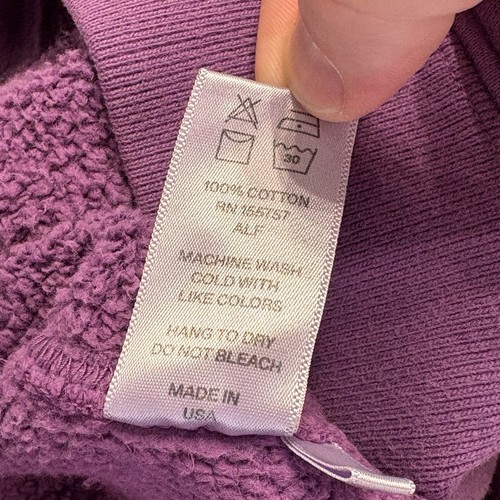 30
100% COTTON
RN 155757
ALF
MACHINE WASH
COLD WITH
LIKE COLORS
HANG TO DRY
DO NOT BLEACH
MADE IN
USA